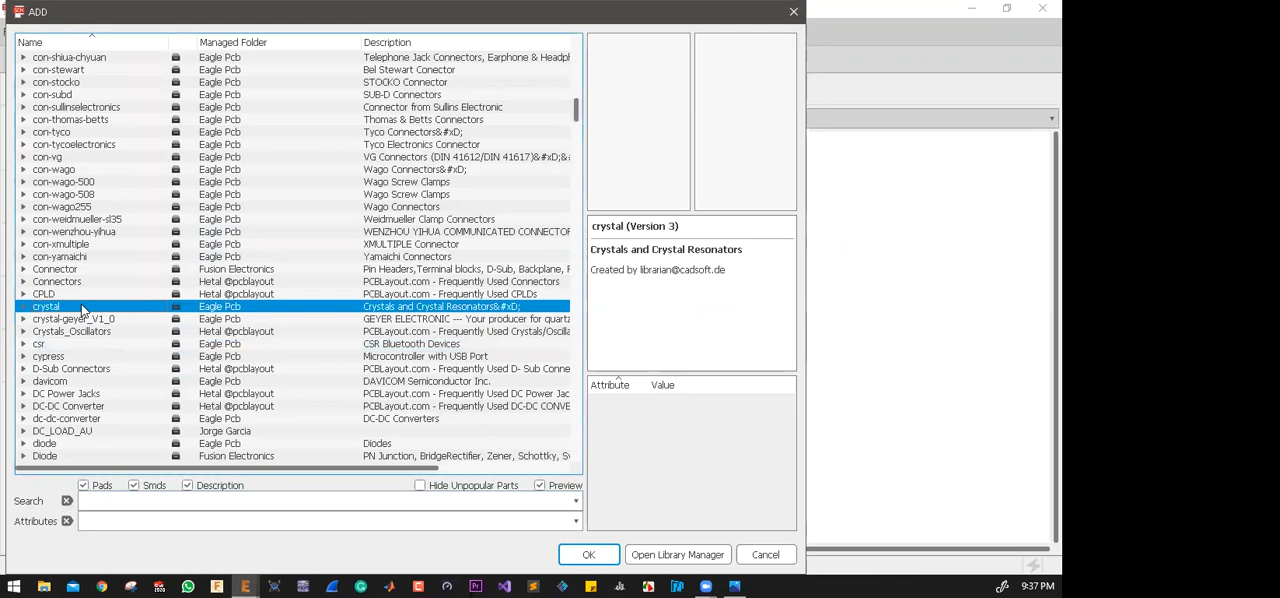 ADD
Name Managed Folder Description
con-shiua-chyuan Eagle Pcb Telephone Jack Connectors, Earphone & Headph
con-stewart Eagle Pcb Bel Stewart Conector
con-stocko Eagle Pcb STOCKO Connector
con-subd Eagle Pcb SUB-D Connectors
con-sullinselectronics Eagle Pcb Connector from Sullins Electronic
con-thomas-betts Eagle Pcb Thomas & Betts Connectors
con-tyco Eagle Pcb Tyco Connectors&#xD;
con-tycoelectronics Eagle Pcb Tyco Electronics Connector
con-vg Eagle Pcb VG Connectors (DIN 41612/DIN 41617)&#xD;&
con-wago Eagle Pcb Wago Connectors&#xD;
con-wago-500 Eagle Pcb Wago Screw Clamps
con-wago-508 Eagle Pcb Wago Screw Clamps
con-wago255 Eagle Pcb Wago Connectors
con-weidmueller-sl35 Eagle Pcb Weidmueller Clamp Connectors
con-wenzhou-yihua Eagle Pcb WENZHOU YIHUA COMMUNICATED CONNECTOR
con-xmultiple Eagle Pcb XMULTIPLE Connector
con-yamaichi Eagle Pcb Yamaichi Connectors
Connector Fusion Electronics Pin Headers,Terminal blocks, D-Sub, Backplane, F
Connectors Hetal @pcblayout PCBLayout.com - Frequently Used Connectors
CPLD Hetal @pcblayout PCBLayout.com - Frequently Used CPLDs
crystal Eagle Pcb Crystals and Crystal Resonators&#xD;
crystal-geyer_V1_0 Eagle Pcb GEYER ELECTRONIC --- Your producer for quartz
Crystals_Oscillators Hetal @pcblayout PCBLayout.com - Frequently Used Crystals/Oscilla
csr Eagle Pcb CSR Bluetooth Devices
cypress Eagle Pcb Microcontroller with USB Port
D-Sub Connectors Hetal @pcblayout PCBLayout.com - Frequently Used D- Sub Conne
davicom Eagle Pcb DAVICOM Semiconductor Inc.
DC Power Jacks Hetal @pcblayout PCBLayout.com - Frequently Used DC Power Jac
DC-DC Converter Hetal @pcblayout PCBLayout.com - Frequently Used DC-DC CONVE
dc-dc-converter Eagle Pcb DC-DC Converters
DC_LOAD_AU Jorge Garcia
diode Eagle Pcb Diodes
Diode Fusion Electronics PN Junction, BridgeRectifier, Zener, Schottky, Sv
crystal (Version 3)
Crystals and Crystal Resonators
Created by librarian@cadsoft.de
Attribute Value
Pads Smds Description Hide Unpopular Parts Preview
Search
Attributes
OK Open Library Manager Cancel
9:37 PM